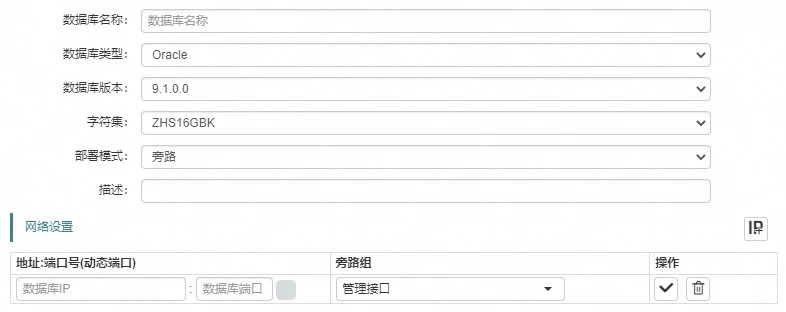 数据库名称: 数据库名称
数据库类型: Oracle
数据库版本: 9.1.0.0
字符集: ZHS16GBK
部署模式: 旁路
描述:
网络设置 IP
地址:端口号(动态端口) 旁路组 操作
数据库IP : 数据库端口 管理接口